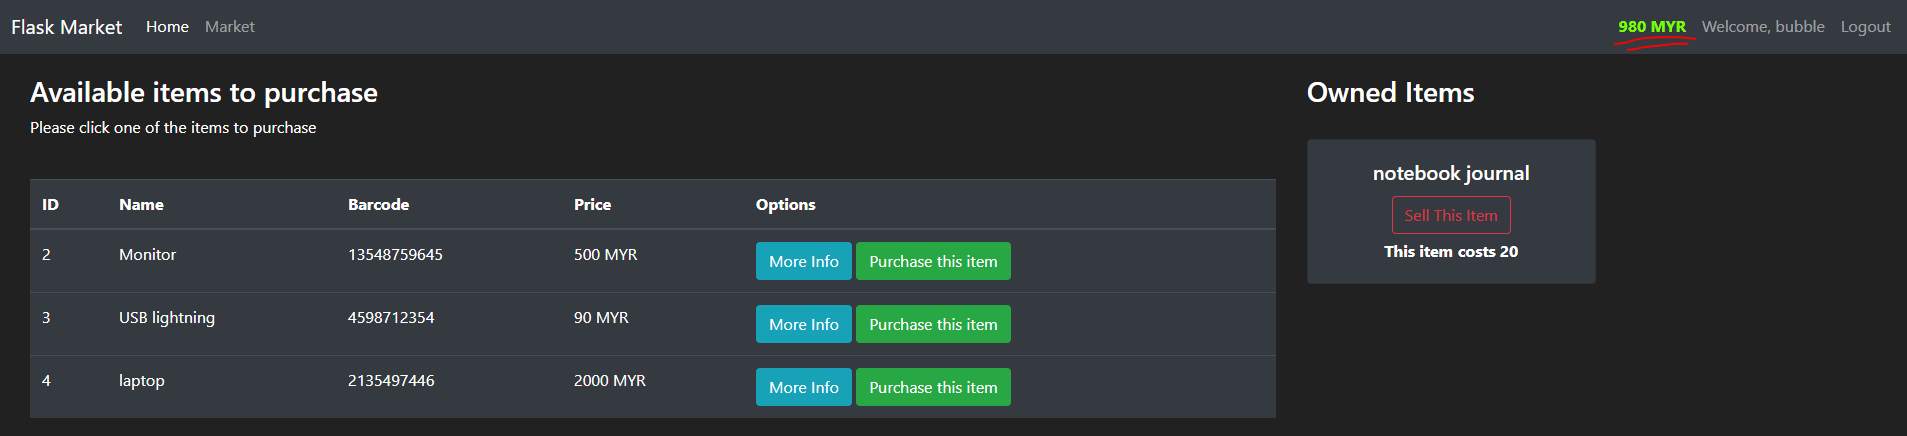 Flask Market Home Market 980 MYR Welcome, bubble Logout
Available items to purchase
Please click one of the items to purchase
ID Name Barcode Price Options
2 Monitor 13548759645 500 MYR More Info Purchase this item
3 USB lightning 4598712354 90 MYR More Info Purchase this item
4 laptop 2135497446 2000 MYR More Info Purchase this item
Owned Items
notebook journal
Sell This Item
This item costs 20